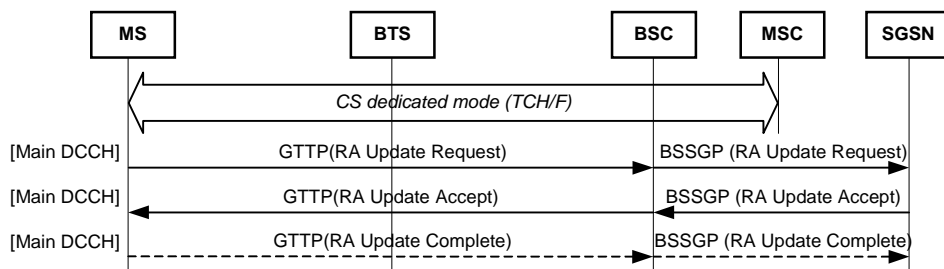 MS BTS BSC MSC SGSN
CS dedicated mode (TCH/F)
[Main DCCH] GTTP(RA Update Request) BSSGP (RA Update Request)
[Main DCCH] GTTP(RA Update Accept) BSSGP (RA Update Accept)
[Main DCCH] GTTP(RA Update Complete) BSSGP (RA Update Complete)